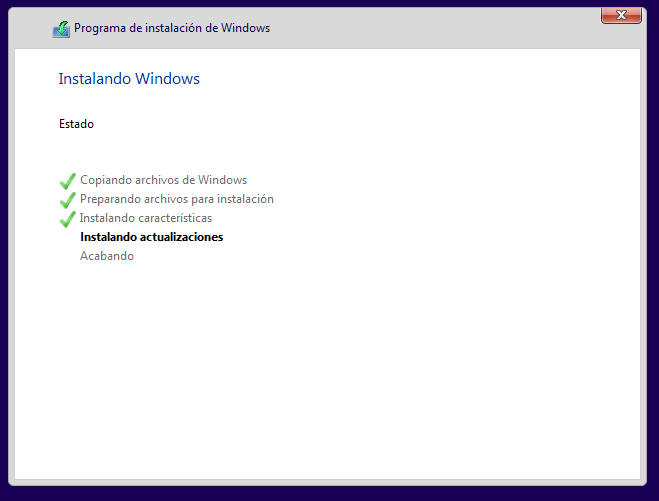 Programa de instalación de Windows
Instalando Windows
Estado
Copiando archivos de Windows
Preparando archivos para instalación
Instalando características
Instalando actualizaciones
Acabando